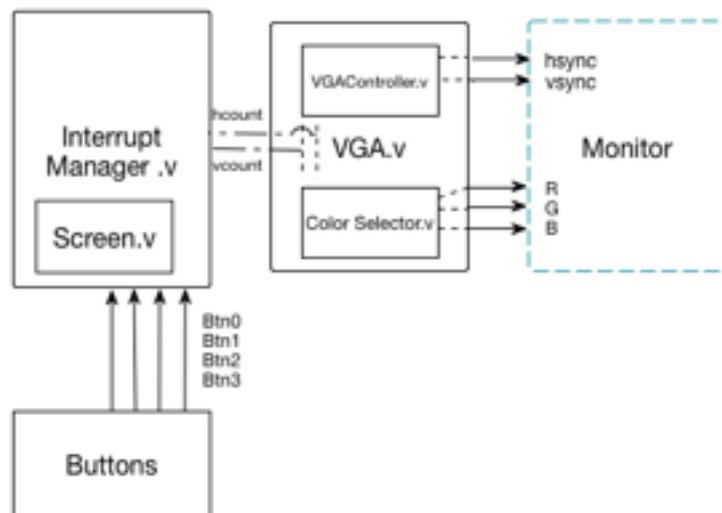 Interrupt
Manager .v
Screen.v
hcount
vcount
VGAController.v
VGA.v
Color Selector.v
hsync
vsync
R
G
B
Monitor
Btn0
Btn1
Btn2
Btn3
Buttons